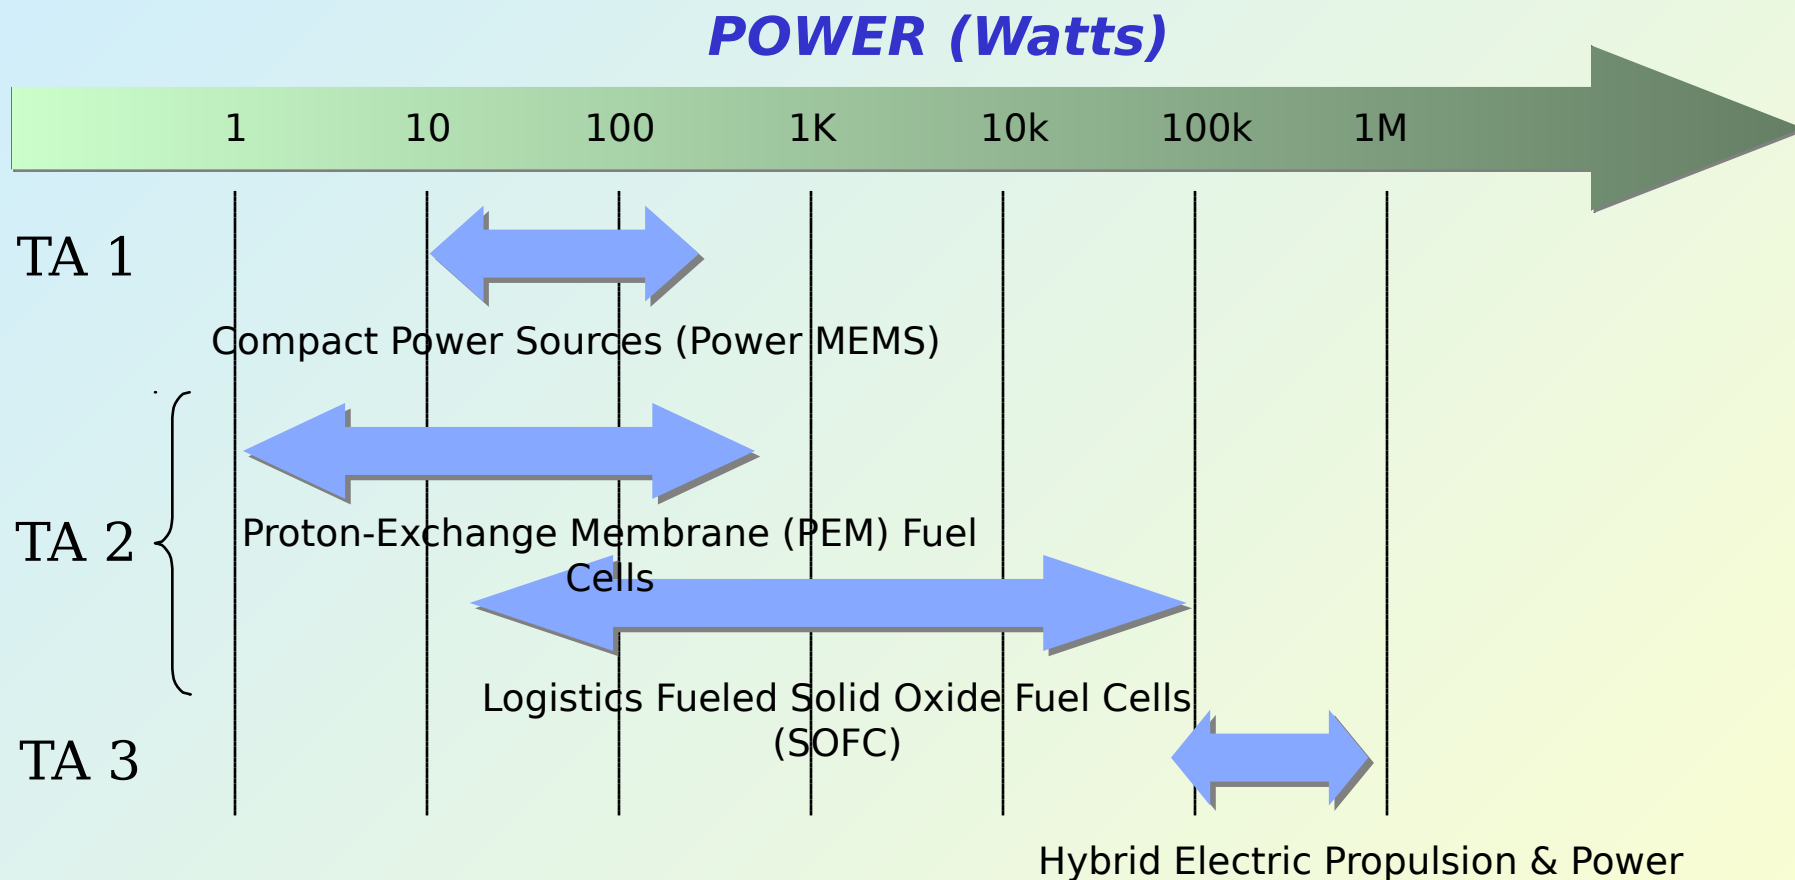 POWER (Watts)
1 10 100 1K 10k 100k 1M
TA 1
Compact Power Sources (Power MEMS)
TA 2
Proton-Exchange Membrane (PEM) Fuel
Cells
Logistics Fueled Solid Oxide Fuel Cells
(SOFC)
TA 3
Hybrid Electric Propulsion & Power